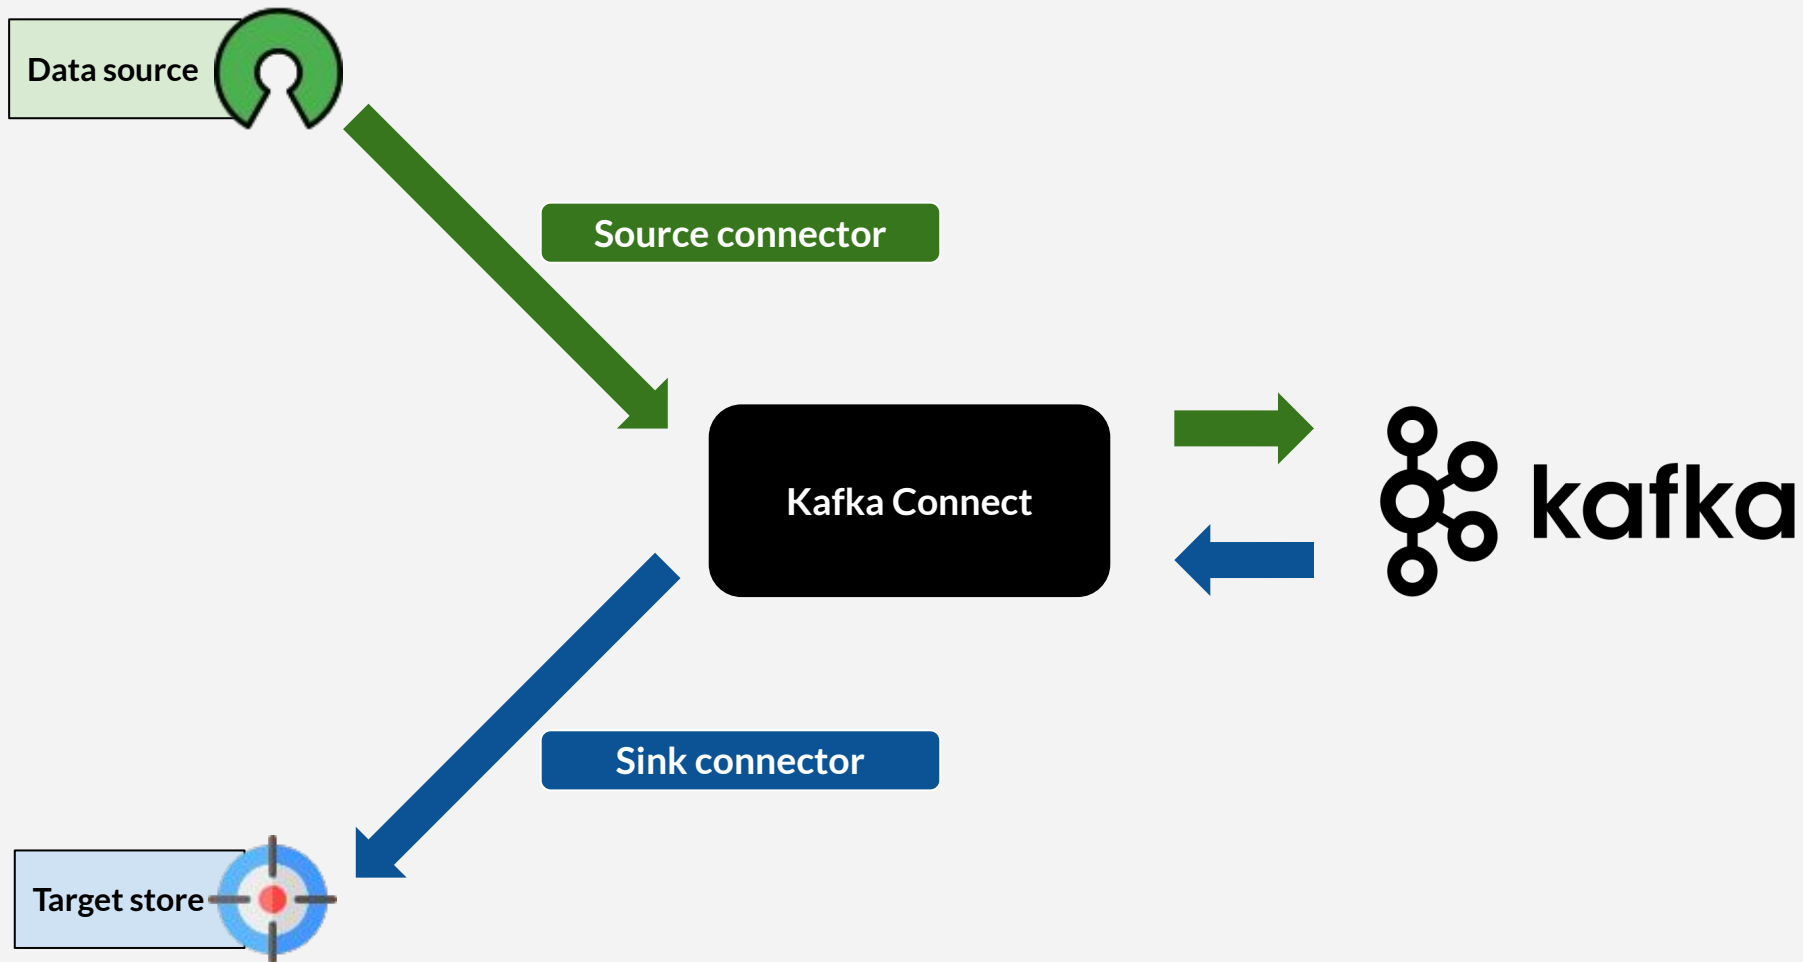 Data source
Source connector
Kafka Connect
kafka
Sink connector
Target store